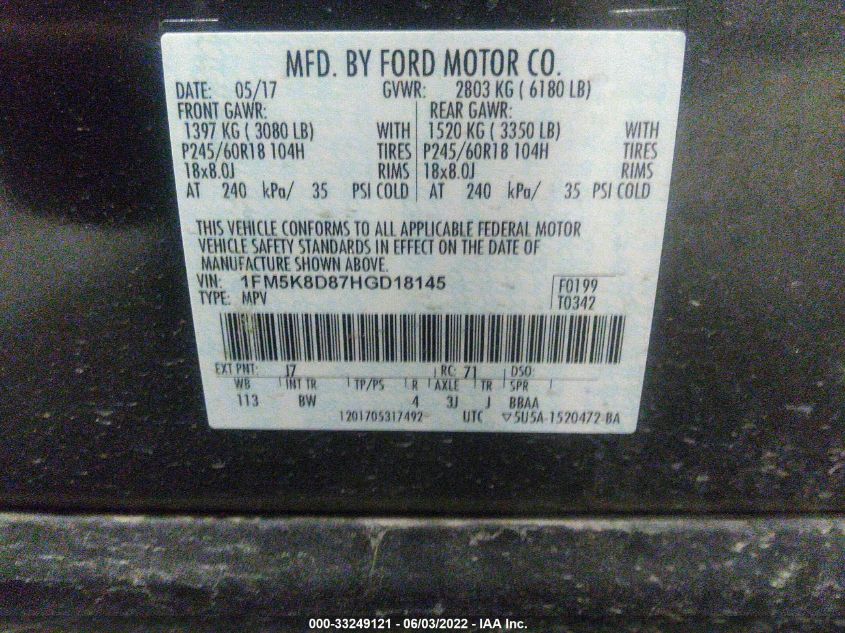 MFD. BY FORD MOTOR CO.
DATE: 05/17 GVWR: 2803 KG ( 6180 LB)
FRONT GAWR: REAR GAWR:
1397 KG ( 3080 LB) WITH 1520 KG ( 3350 LB) WITH
P245/60R18 104H TIRES P245/60R18 104H TIRES
18x8.0J RIMS 18x8.0J RIMS
AT 240 kPa/ 35 PSI COLD AT 240 kPa/ 35 PSI COLD
THIS VEHICLE CONFORMS TO ALL APPLICABLE FEDERAL MOTOR
VEHICLE SAFETY STANDARDS IN EFFECT ON THE DATE OF
MANUFACTURE SHOWN ABOVE.
VIN: 1FM5K8D87HGD18145 F0199
TYPE: MPV T0342
EXT PNT: J7 RC: 71 DSO:
WB INT TR TP/PS R AXLE TR SPR
113 BW 4 3J J BBAA
1201705317492 UTC ▽5U5A-1520472-BA
000-33249121 - 06/03/2022 - IAA Inc.